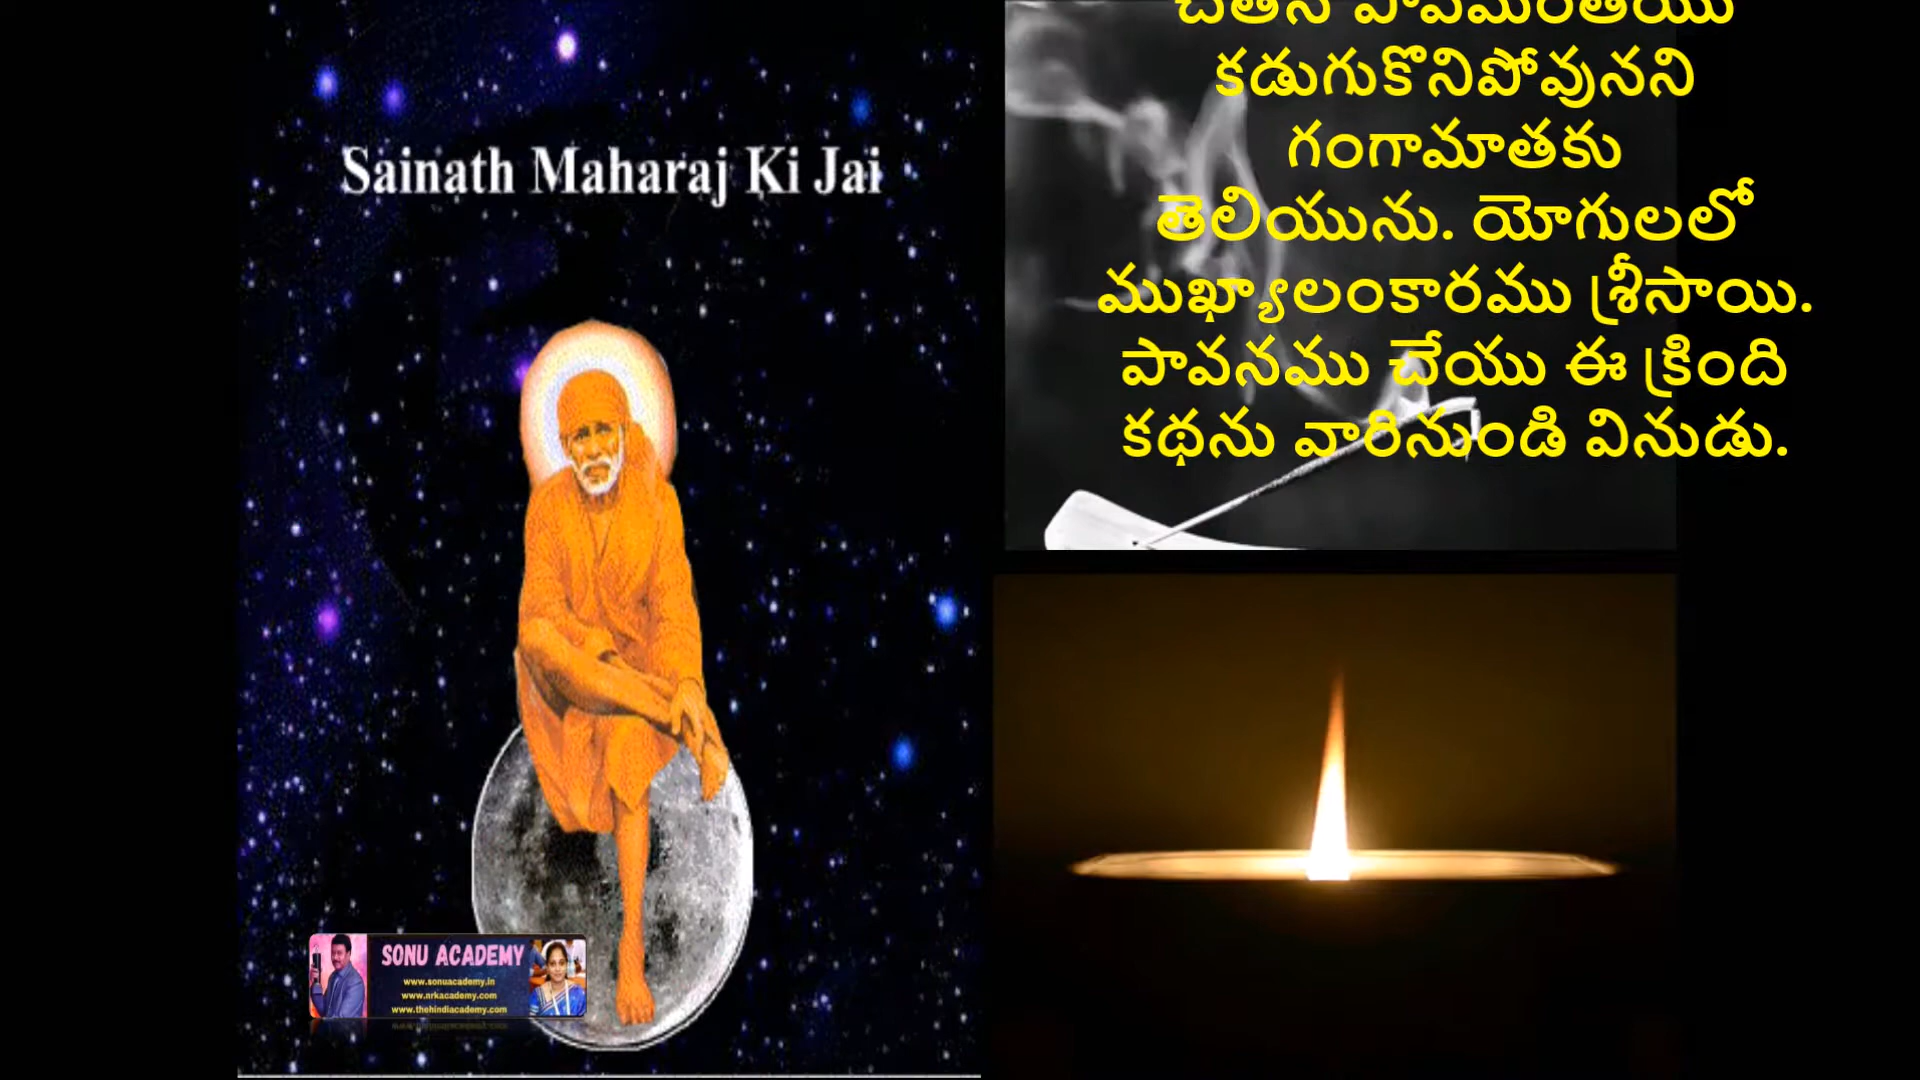 Sainath Maharaj Ki Jai
కడుగుకొనిపోవునని
గంగామాతకు
తెలియును. యోగులలో
ముఖ్యాలంకారము శ్రీసాయి.
పావనము చేయు ఈ క్రింది
కథను వారినుండి వినుడు.
SONU ACADEMY
www.sonuacademy.in
www.nrkacademy.com
www.thehindiacademy.com